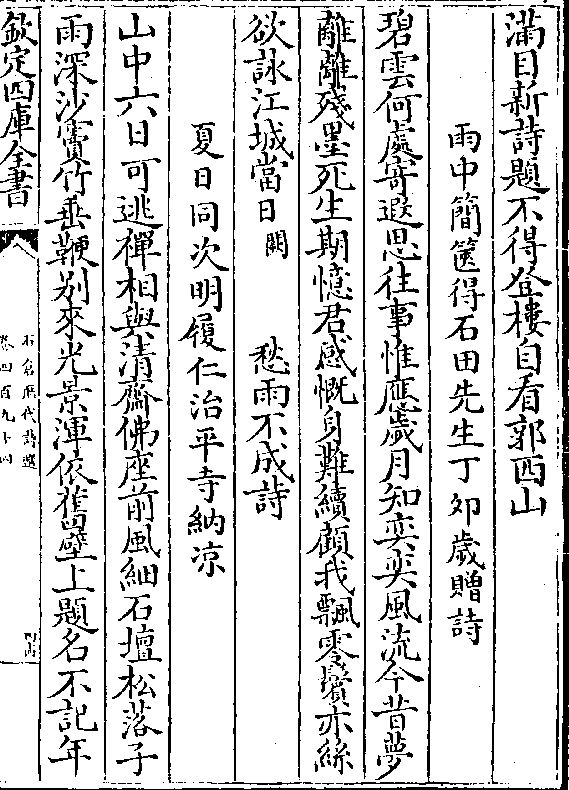 滿目新詩題不得登樓自看郭西山
雨中簡篋得石田先生丁夘歲贈詩
碧雲何處寄遐思往事惟應歲月知奕奕風流今昔夢
離離殘墨死生期憶君感慨身難續顧我飄零鬢亦絲
欲詠江城當日闕 愁雨不成詩
夏日同次明履仁治平寺納凉
山中六日可逃禪相與清齋佛座前風細石壇松落子
雨深沙竇竹垂鞭别來光景渾依舊壁上題名不記年
欽定四庫全書
石倉歴代詩選
卷四百九十四